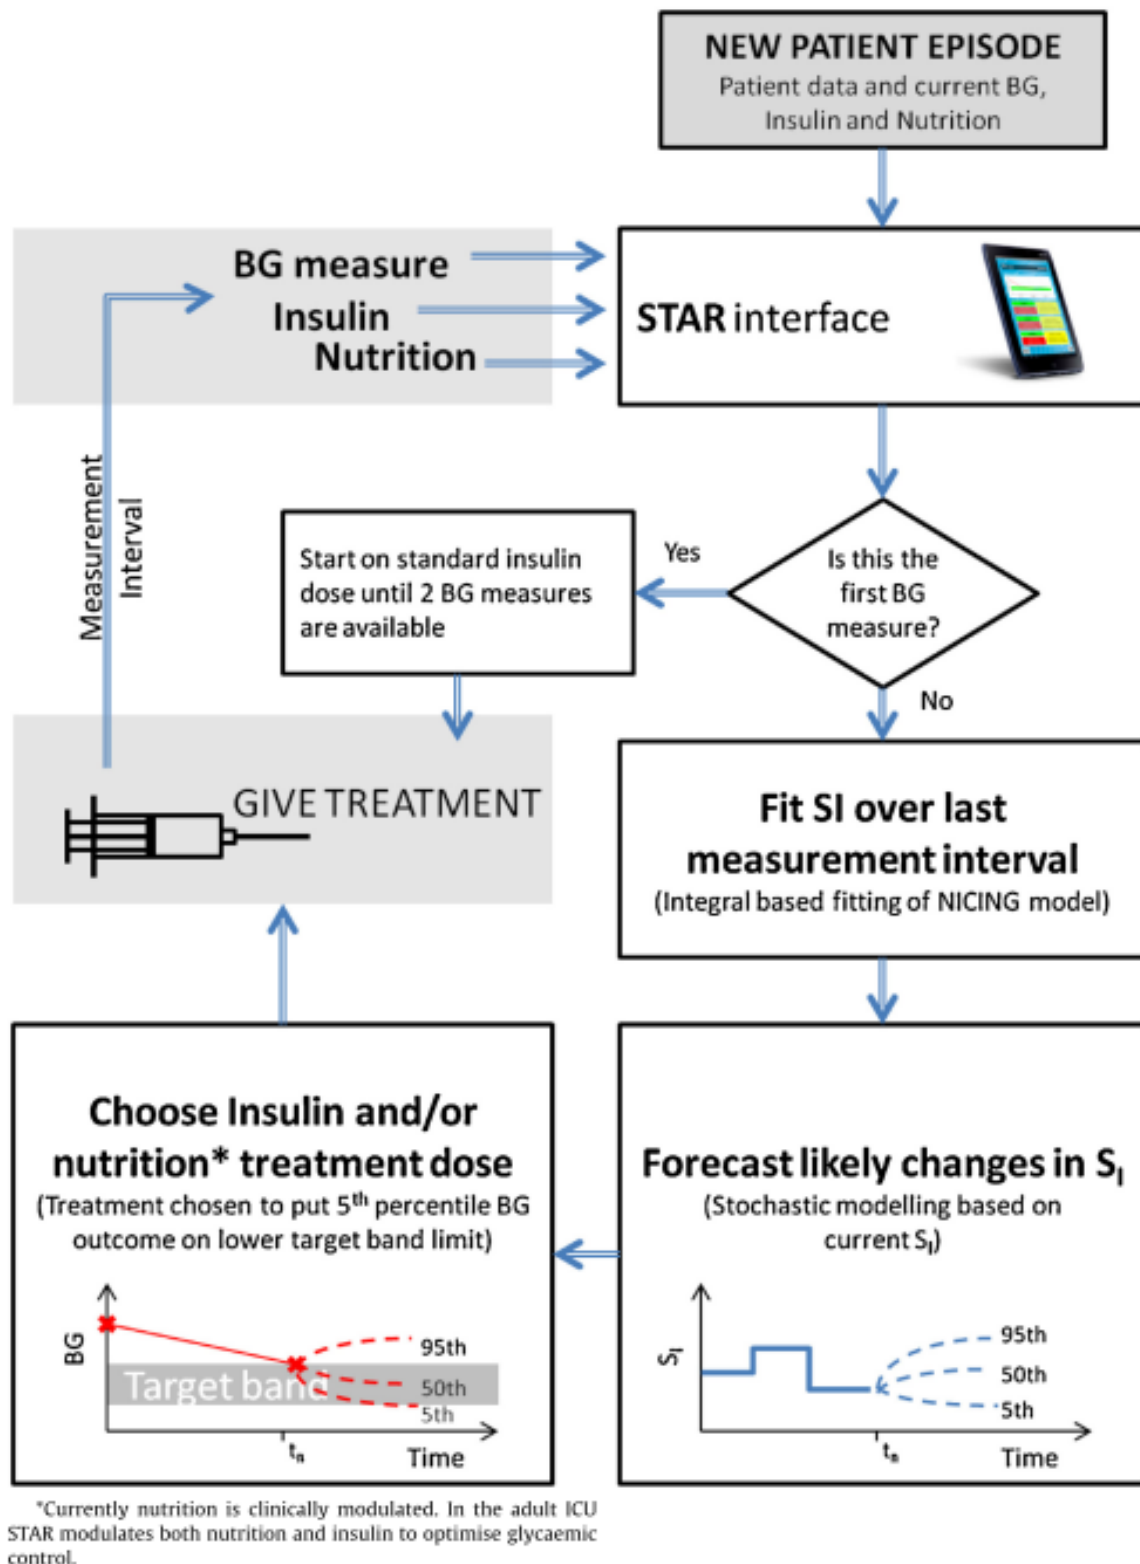 NEW PATIENT EPISODE
Patient data and current BG,
Insulin and Nutrition
BG measure
Insulin
Nutrition
STAR interface
Measurement
Interval
Start on standard insulin
dose until 2 BG measures
are available
Yes
Is this the
first BG
measure?
No
GIVE TREATMENT
Fit SI over last
measurement interval
(Integral based fitting of NICING model)
Choose Insulin and/or
nutrition* treatment dose
(Treatment chosen to put 5th percentile BG
outcome on lower target band limit)
BG
Target band
95th
50th
5th
tn
Time
Forecast likely changes in SI
(Stochastic modelling based on
current SI)
SI
95th
50th
5th
tn
Time
*Currently nutrition is clinically modulated. In the adult ICU
STAR modulates both nutrition and insulin to optimise glycaemic
control.